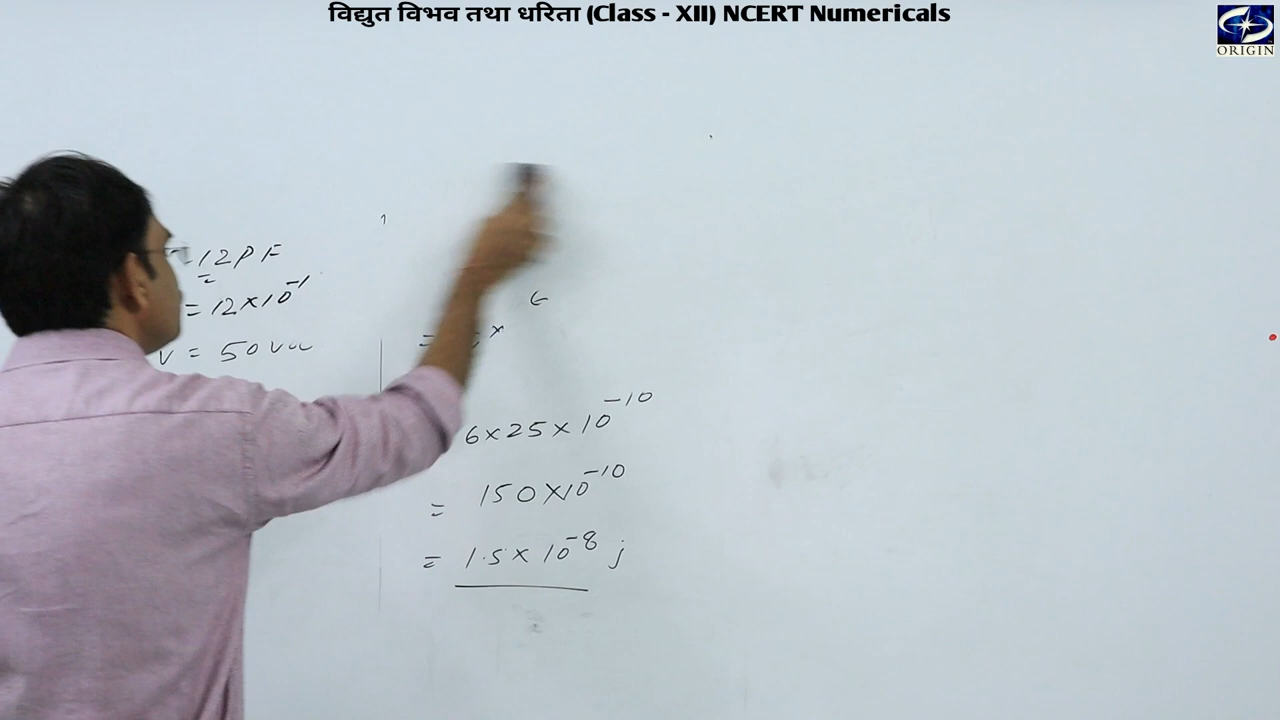 विद्युत विभव तथा धरिता (Class - XII) NCERT Numericals
ORIGIN
=12PF
= 12×10⁻¹
V = 50
6×25×10⁻¹⁰
= 150×10⁻¹⁰
= 1.5×10⁻⁸ j